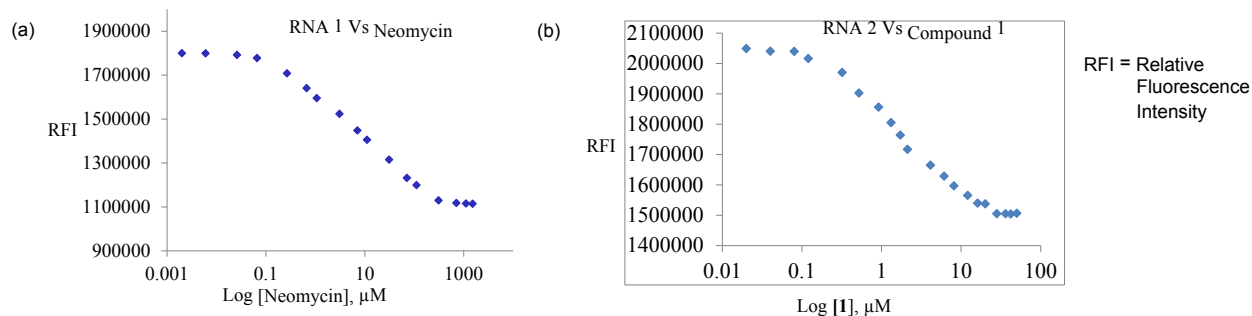 (a)
RNA 1 Vs Neomycin
1900000
1700000
1500000
1300000
1100000
900000
RFI
0.001 0.1 10 1000
Log [Neomycin], µM
(b)
RNA 2 Vs Compound 1
2100000
2000000
1900000
1800000
1700000
1600000
1500000
1400000
RFI
0.01 0.1 1 10 100
Log [1], µM
RFI = Relative
Fluorescence
Intensity